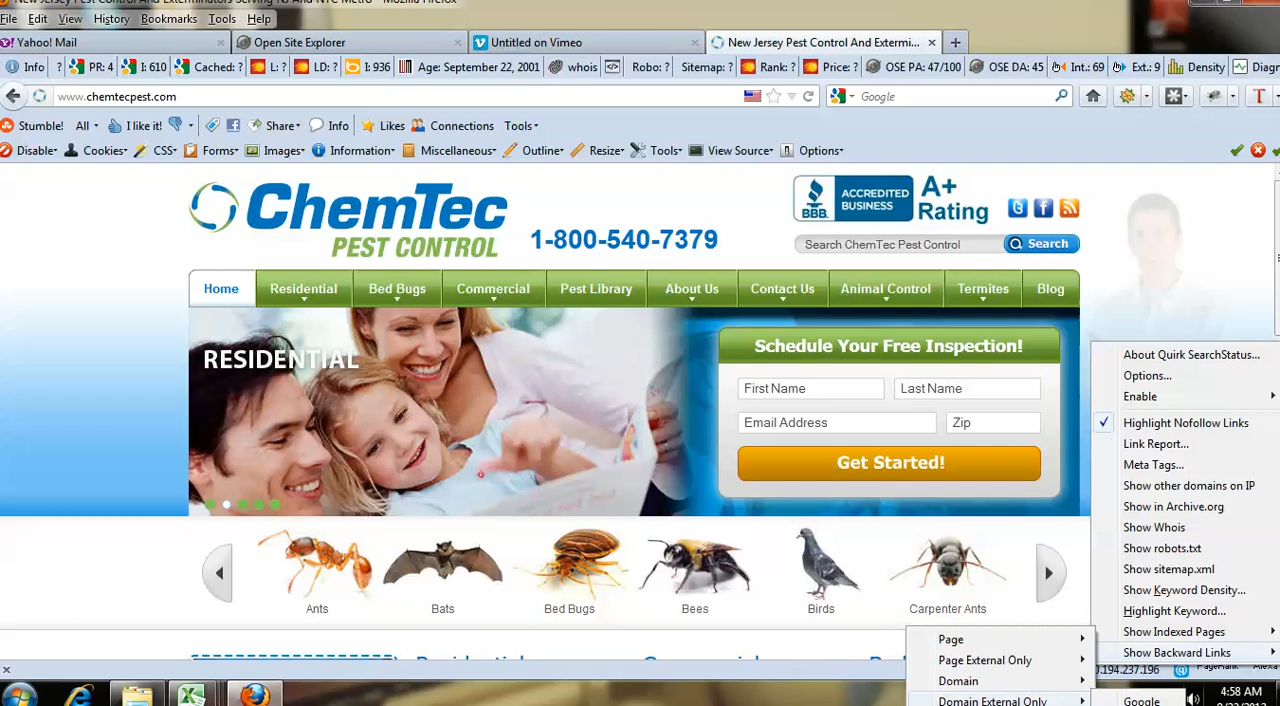 New Jersey Pest Control And Exterminators Serving NJ And NYC Metro - Mozilla Firefox
File Edit View History Bookmarks Tools Help
Yahoo! Mail × Open Site Explorer × Untitled on Vimeo × New Jersey Pest Control And Extermi... × +
Info ? PR: 4 I: 610 Cached: ? L: ? LD: ? I: 936 Age: September 22, 2001 whois Robo: ? Sitemap: ? Rank: ? Price: ? OSE PA: 47/100 OSE DA: 45 Int.: 69 Ext.: 9 Density Diagn
www.chemtecpest.com
Google
Stumble! All I like it! Share Info Likes Connections Tools
Disable Cookies CSS Forms Images Information Miscellaneous Outline Resize Tools View Source Options
ChemTec
PEST CONTROL
1-800-540-7379
BBB.
ACCREDITED
BUSINESS
A+
Rating
Search ChemTec Pest Control
Search
Home Residential Bed Bugs Commercial Pest Library About Us Contact Us Animal Control Termites Blog
RESIDENTIAL
Schedule Your Free Inspection!
First Name Last Name
Email Address Zip
Get Started!
Ants Bats Bed Bugs Bees Birds Carpenter Ants
About Quirk SearchStatus...
Options...
Enable
Highlight Nofollow Links
Link Report...
Meta Tags...
Show other domains on IP
Show in Archive.org
Show Whois
Show robots.txt
Show sitemap.xml
Show Keyword Density...
Highlight Keyword...
Show Indexed Pages
Show Backward Links
Page
Page External Only
Domain
Domain External Only
Google
0.194.237.196
PageRank Alexa
4:58 AM